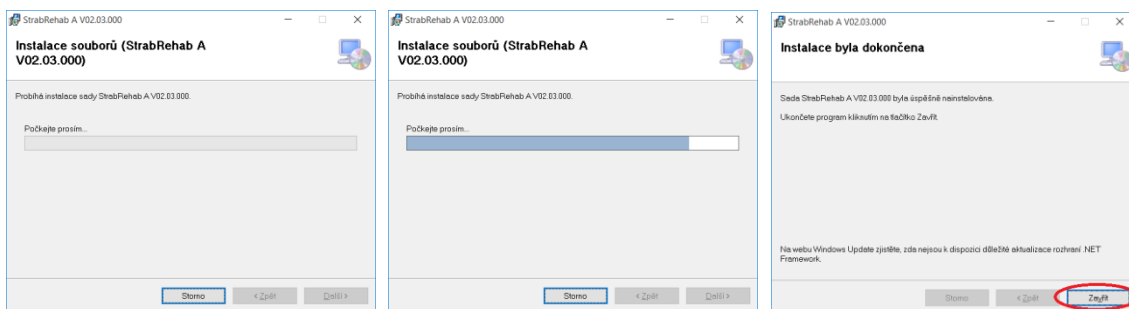 StrabRehab A V02.03.000
Instalace souborů (StrabRehab A
V02.03.000)
Probíhá instalace sady StrabRehab A V02.03.000.
Počkejte prosím...
Storno
< Zpět
Další >
StrabRehab A V02.03.000
Instalace souborů (StrabRehab A
V02.03.000)
Probíhá instalace sady StrabRehab A V02.03.000.
Počkejte prosím...
Storno
< Zpět
Další >
StrabRehab A V02.03.000
Instalace byla dokončena
Sada StrabRehab A V02.03.000 byla úspěšně nainstalována.
Ukončete program kliknutím na tlačítko Zavřít.
Na webu Windows Update zjistěte, zda nejsou k dispozici důležité aktualizace rozhraní .NET
Framework.
Storno
< Zpět
Zavřít